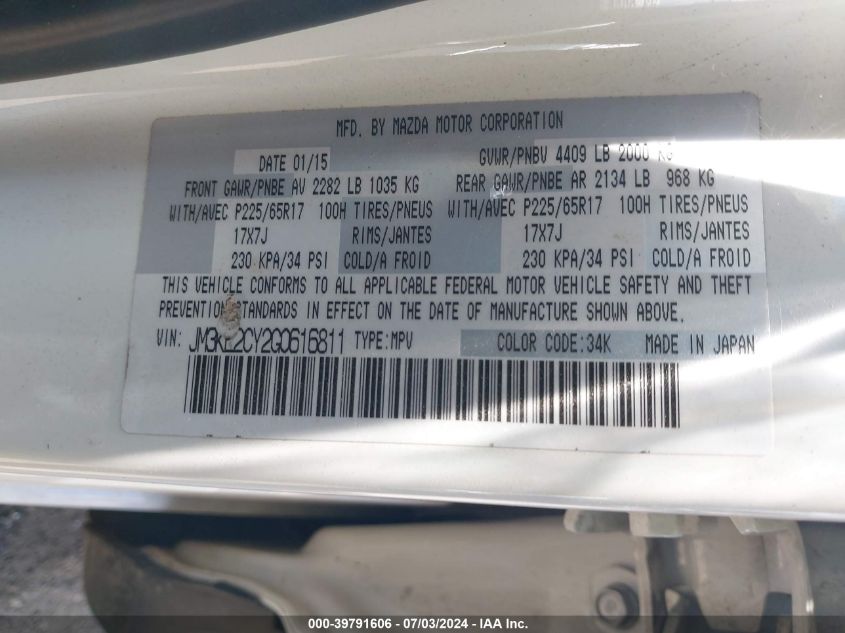 MFD. BY MAZDA MOTOR CORPORATION
DATE 01/15 GVWR/PNBV 4409 LB 2000 KG
FRONT GAWR/PNBE AV 2282 LB 1035 KG REAR GAWR/PNBE AR 2134 LB 968 KG
WITH/AVEC P225/65R17 100H TIRES/PNEUS WITH/AVEC P225/65R17 100H TIRES/PNEUS
17X7J RIMS/JANTES 17X7J RIMS/JANTES
230 KPA/34 PSI COLD/A FROID 230 KPA/34 PSI COLD/A FROID
THIS VEHICLE CONFORMS TO ALL APPLICABLE FEDERAL MOTOR VEHICLE SAFETY AND THEFT
PREVENTION STANDARDS IN EFFECT ON THE DATE OF MANUFACTURE SHOWN ABOVE.
VIN: TYPE:MPV COLOR CODE:34K MADE IN JAPAN
000-39791606 - 07/03/2024 - IAA Inc.